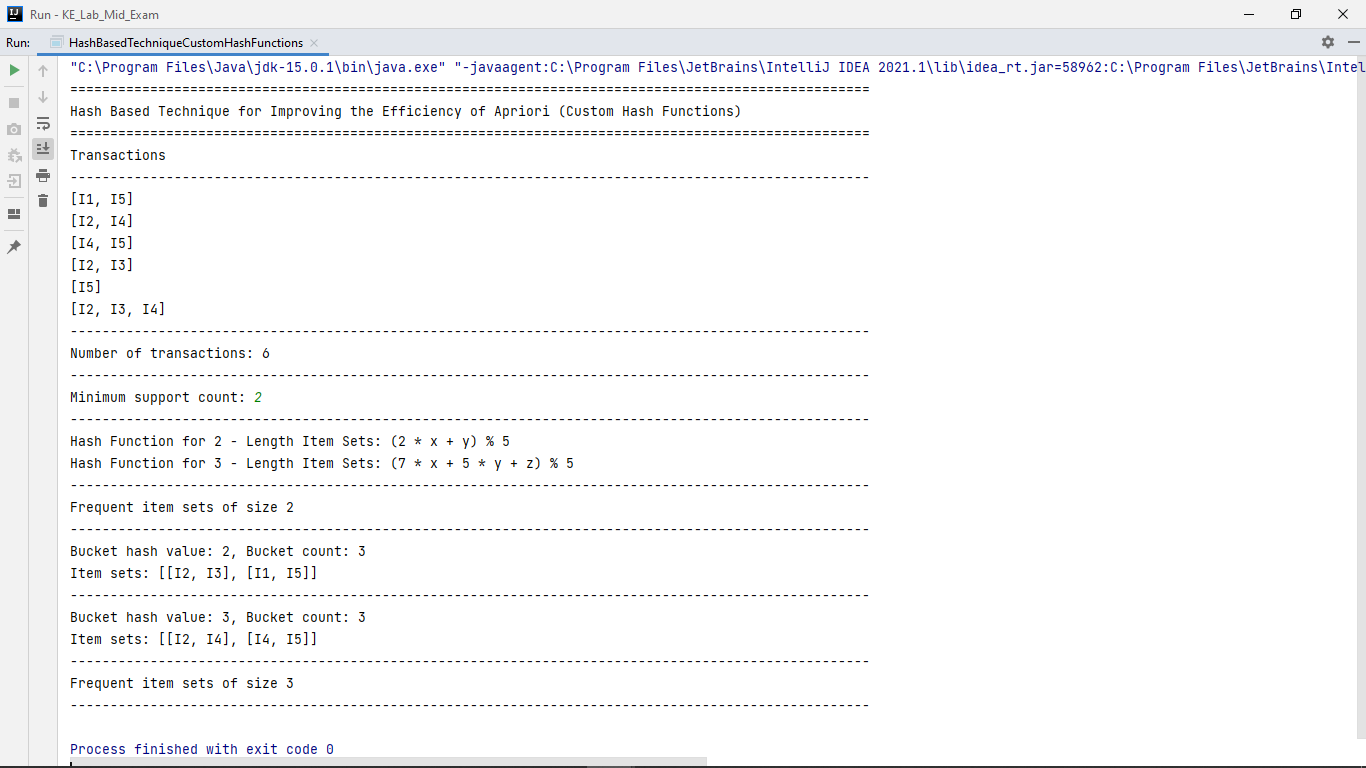 Run - KE_Lab_Mid_Exam
Run: HashBasedTechniqueCustomHashFunctions
"C:\Program Files\Java\jdk-15.0.1\bin\java.exe" "-javaagent:C:\Program Files\JetBrains\IntelliJ IDEA 2021.1\lib\idea_rt.jar=58962:C:\Program Files\JetBrains\Intel
====================================================================================================
Hash Based Technique for Improving the Efficiency of Apriori (Custom Hash Functions)
====================================================================================================
Transactions
----------------------------------------------------------------------------------------------------
[I1, I5]
[I2, I4]
[I4, I5]
[I2, I3]
[I5]
[I2, I3, I4]
----------------------------------------------------------------------------------------------------
Number of transactions: 6
----------------------------------------------------------------------------------------------------
Minimum support count: 2
----------------------------------------------------------------------------------------------------
Hash Function for 2 - Length Item Sets: (2 * x + y) % 5
Hash Function for 3 - Length Item Sets: (7 * x + 5 * y + z) % 5
----------------------------------------------------------------------------------------------------
Frequent item sets of size 2
----------------------------------------------------------------------------------------------------
Bucket hash value: 2, Bucket count: 3
Item sets: [[I2, I3], [I1, I5]]
----------------------------------------------------------------------------------------------------
Bucket hash value: 3, Bucket count: 3
Item sets: [[I2, I4], [I4, I5]]
----------------------------------------------------------------------------------------------------
Frequent item sets of size 3
----------------------------------------------------------------------------------------------------
Process finished with exit code 0